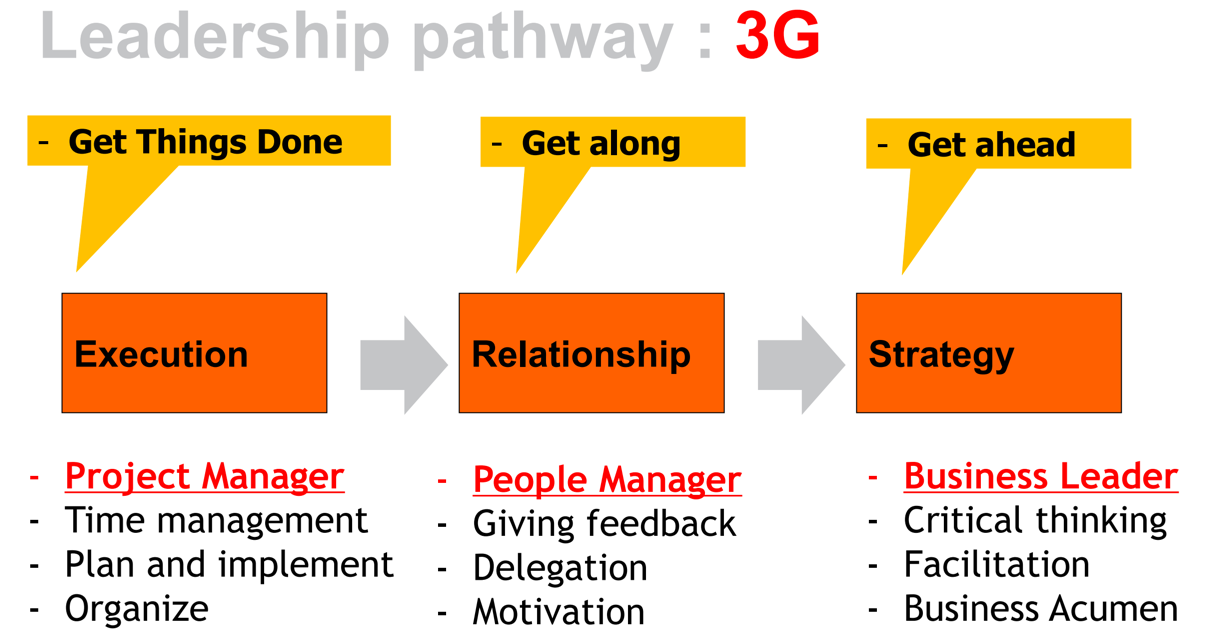 Leadership pathway : 3G
- Get Things Done
- Get along
- Get ahead
Execution
Relationship
Strategy
- Project Manager
- Time management
- Plan and implement
- Organize
- People Manager
- Giving feedback
- Delegation
- Motivation
- Business Leader
- Critical thinking
- Facilitation
- Business Acumen